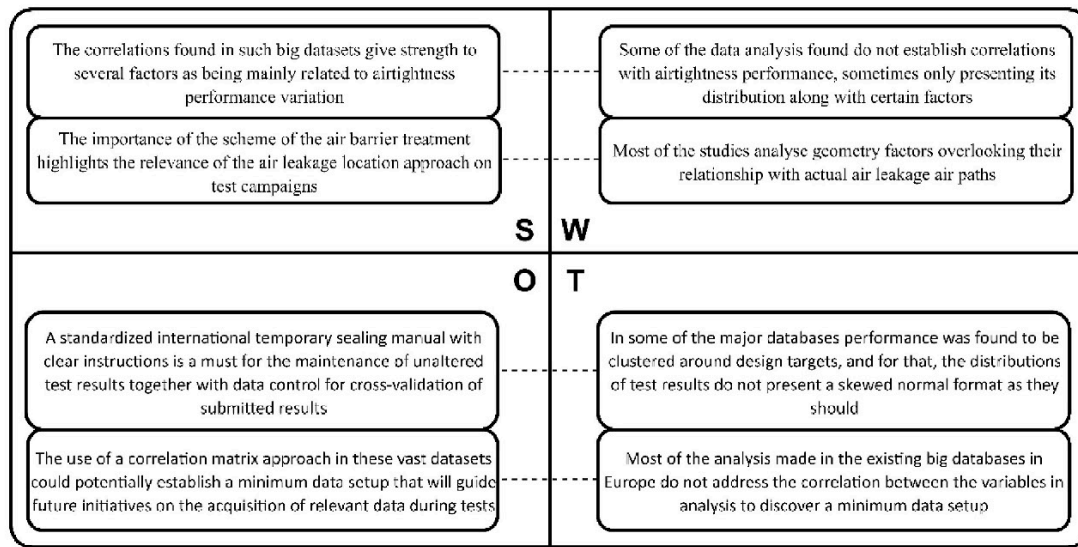 The correlations found in such big datasets give strength to
several factors as being mainly related to airtightness
performance variation
Some of the data analysis found do not establish correlations
with airtightness performance, sometimes only presenting its
distribution along with certain factors
The importance of the scheme of the air barrier treatment
highlights the relevance of the air leakage location approach on
test campaigns
Most of the studies analyse geometry factors overlooking their
relationship with actual air leakage air paths
S W
O T
A standardized international temporary sealing manual with
clear instructions is a must for the maintenance of unaltered
test results together with data control for cross-validation of
submitted results
In some of the major databases performance was found to be
clustered around design targets, and for that, the distributions
of test results do not present a skewed normal format as they
should
The use of a correlation matrix approach in these vast datasets
could potentially establish a minimum data setup that will guide
future initiatives on the acquisition of relevant data during tests
Most of the analysis made in the existing big databases in
Europe do not address the correlation between the variables in
analysis to discover a minimum data setup